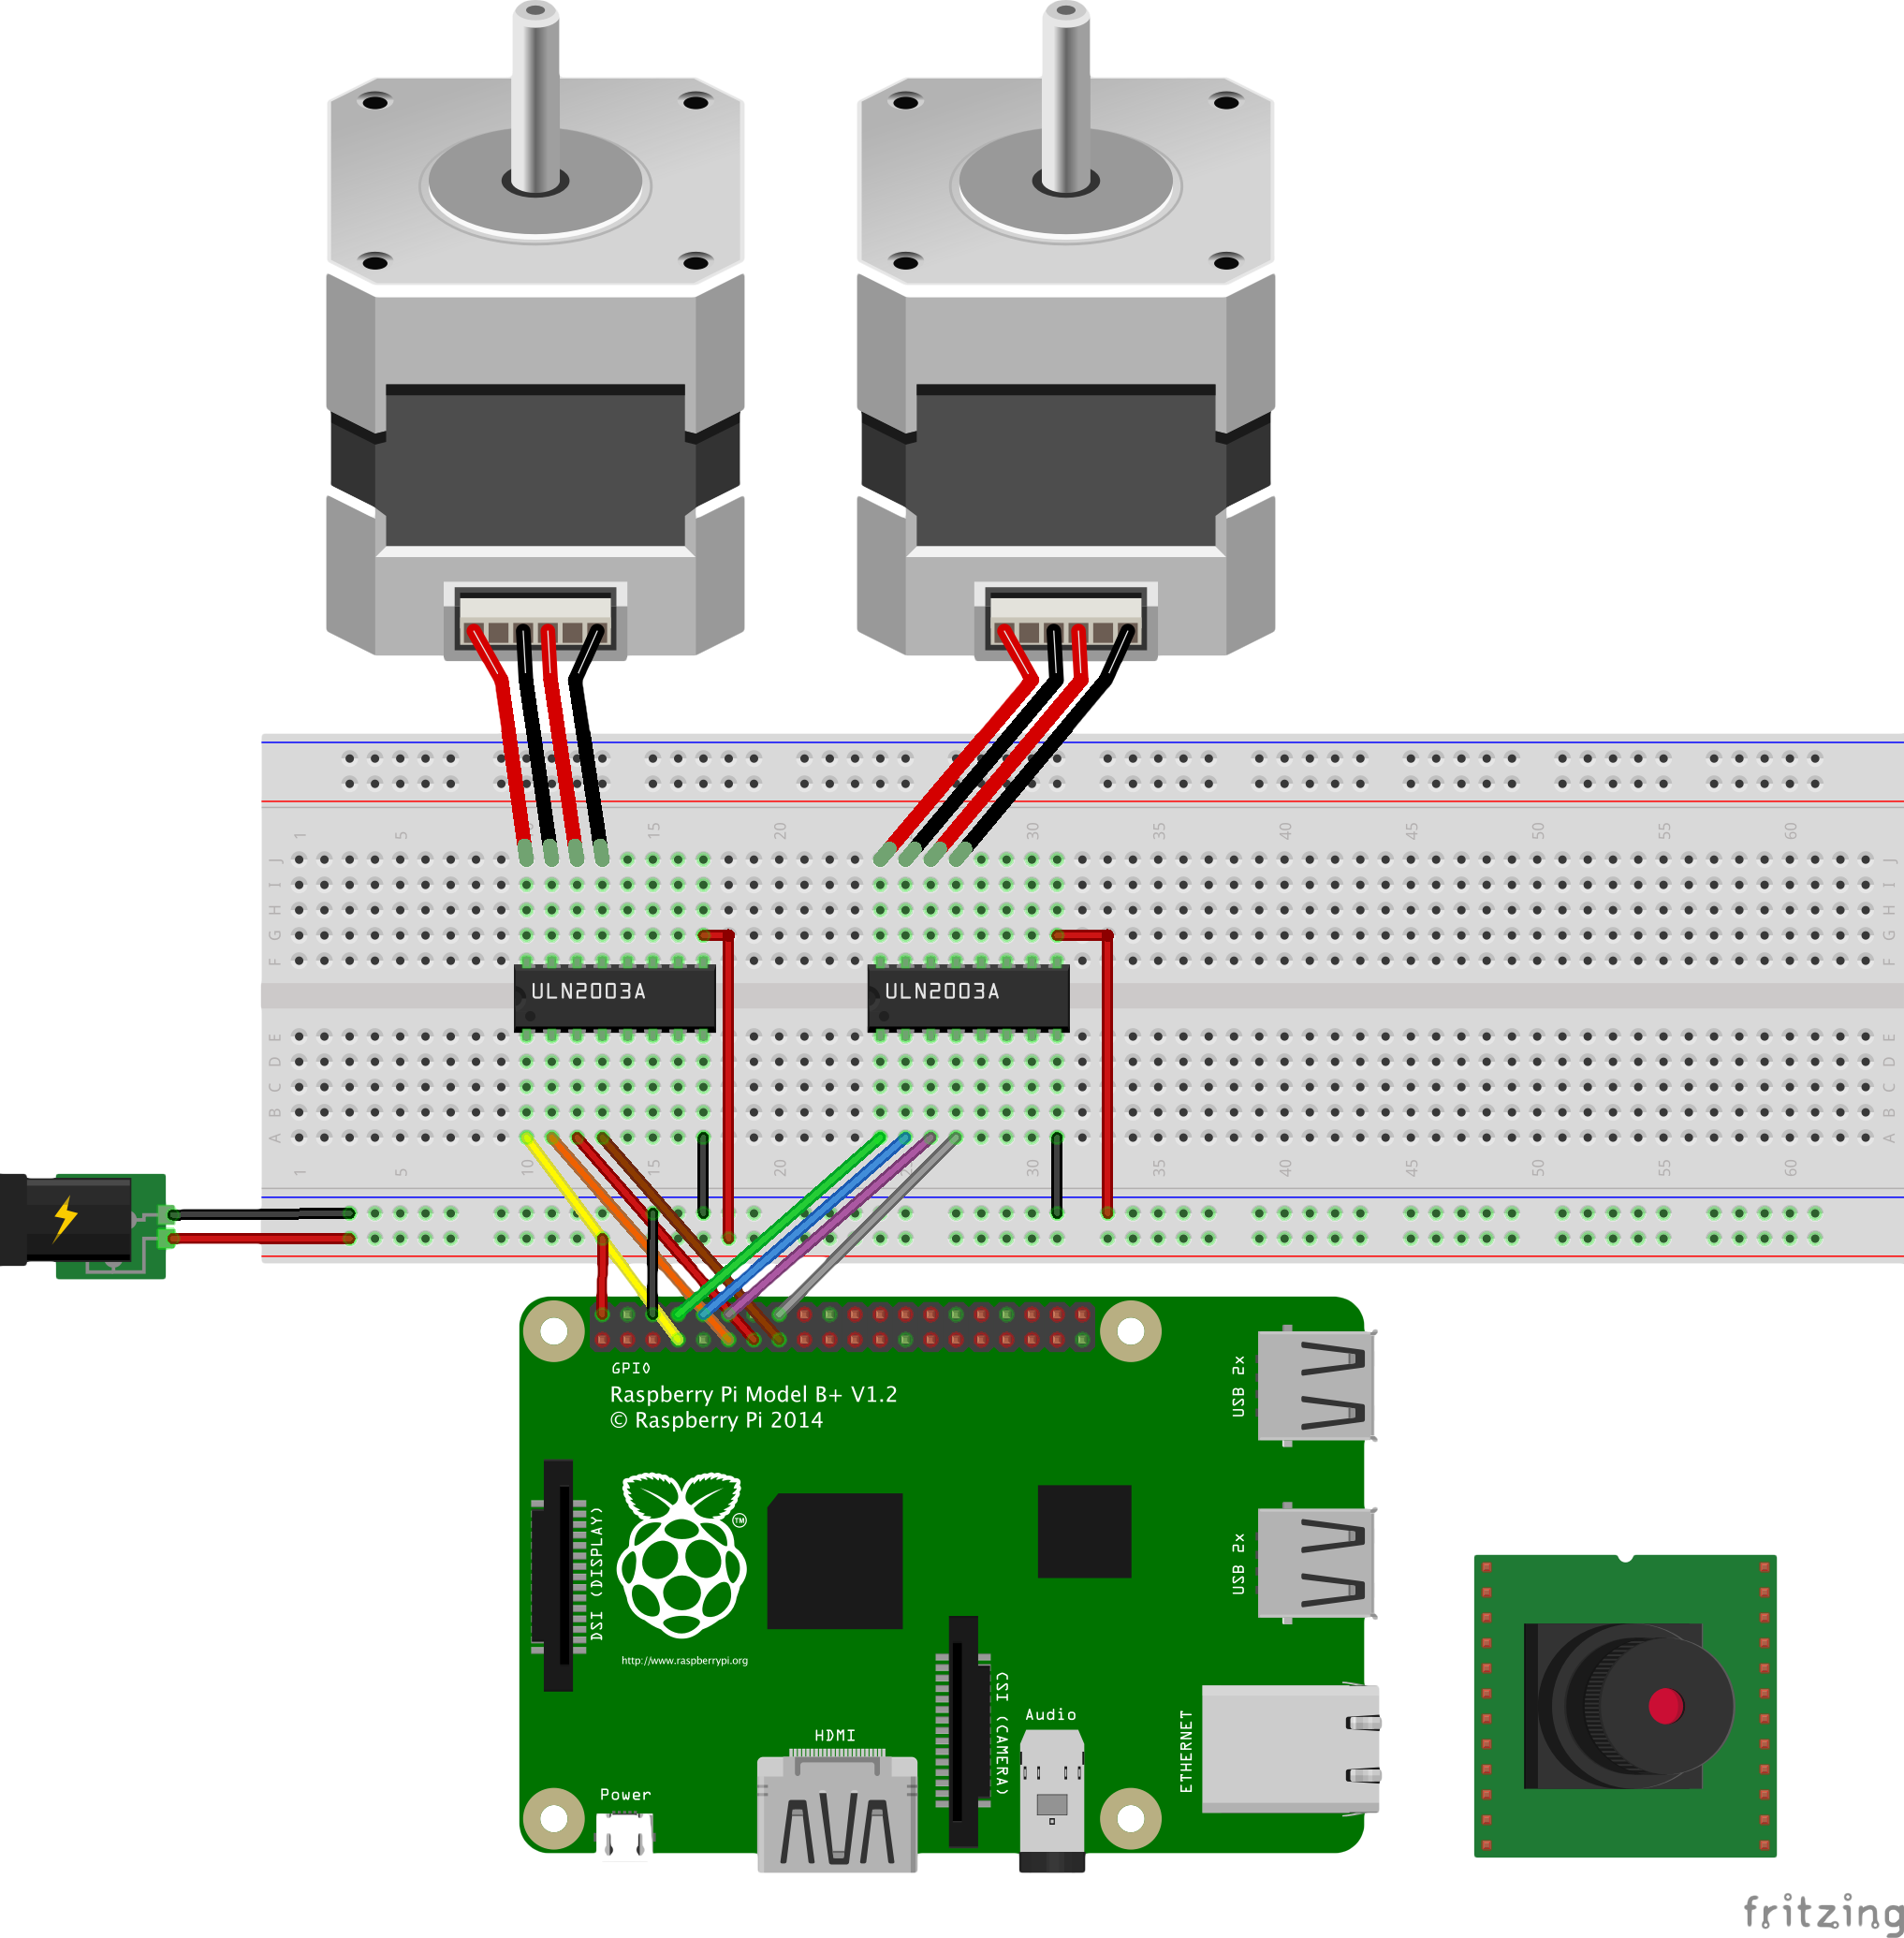 1 5 15 20 30 35 40 45 50 55 60
J J
I I
H H
G G
F F
ULN2003A ULN2003A
E E
D D
C C
B B
A A
1 5 10 15 20 30 35 40 45 50 55 60
GPIO
Raspberry Pi Model B+ V1.2
© Raspberry Pi 2014
USB 2x
DSI (DISPLAY)
TM
USB 2x
http://www.raspberrypi.org
CSI (CAMERA)
Audio
ETHERNET
HDMI
Power
fritzing